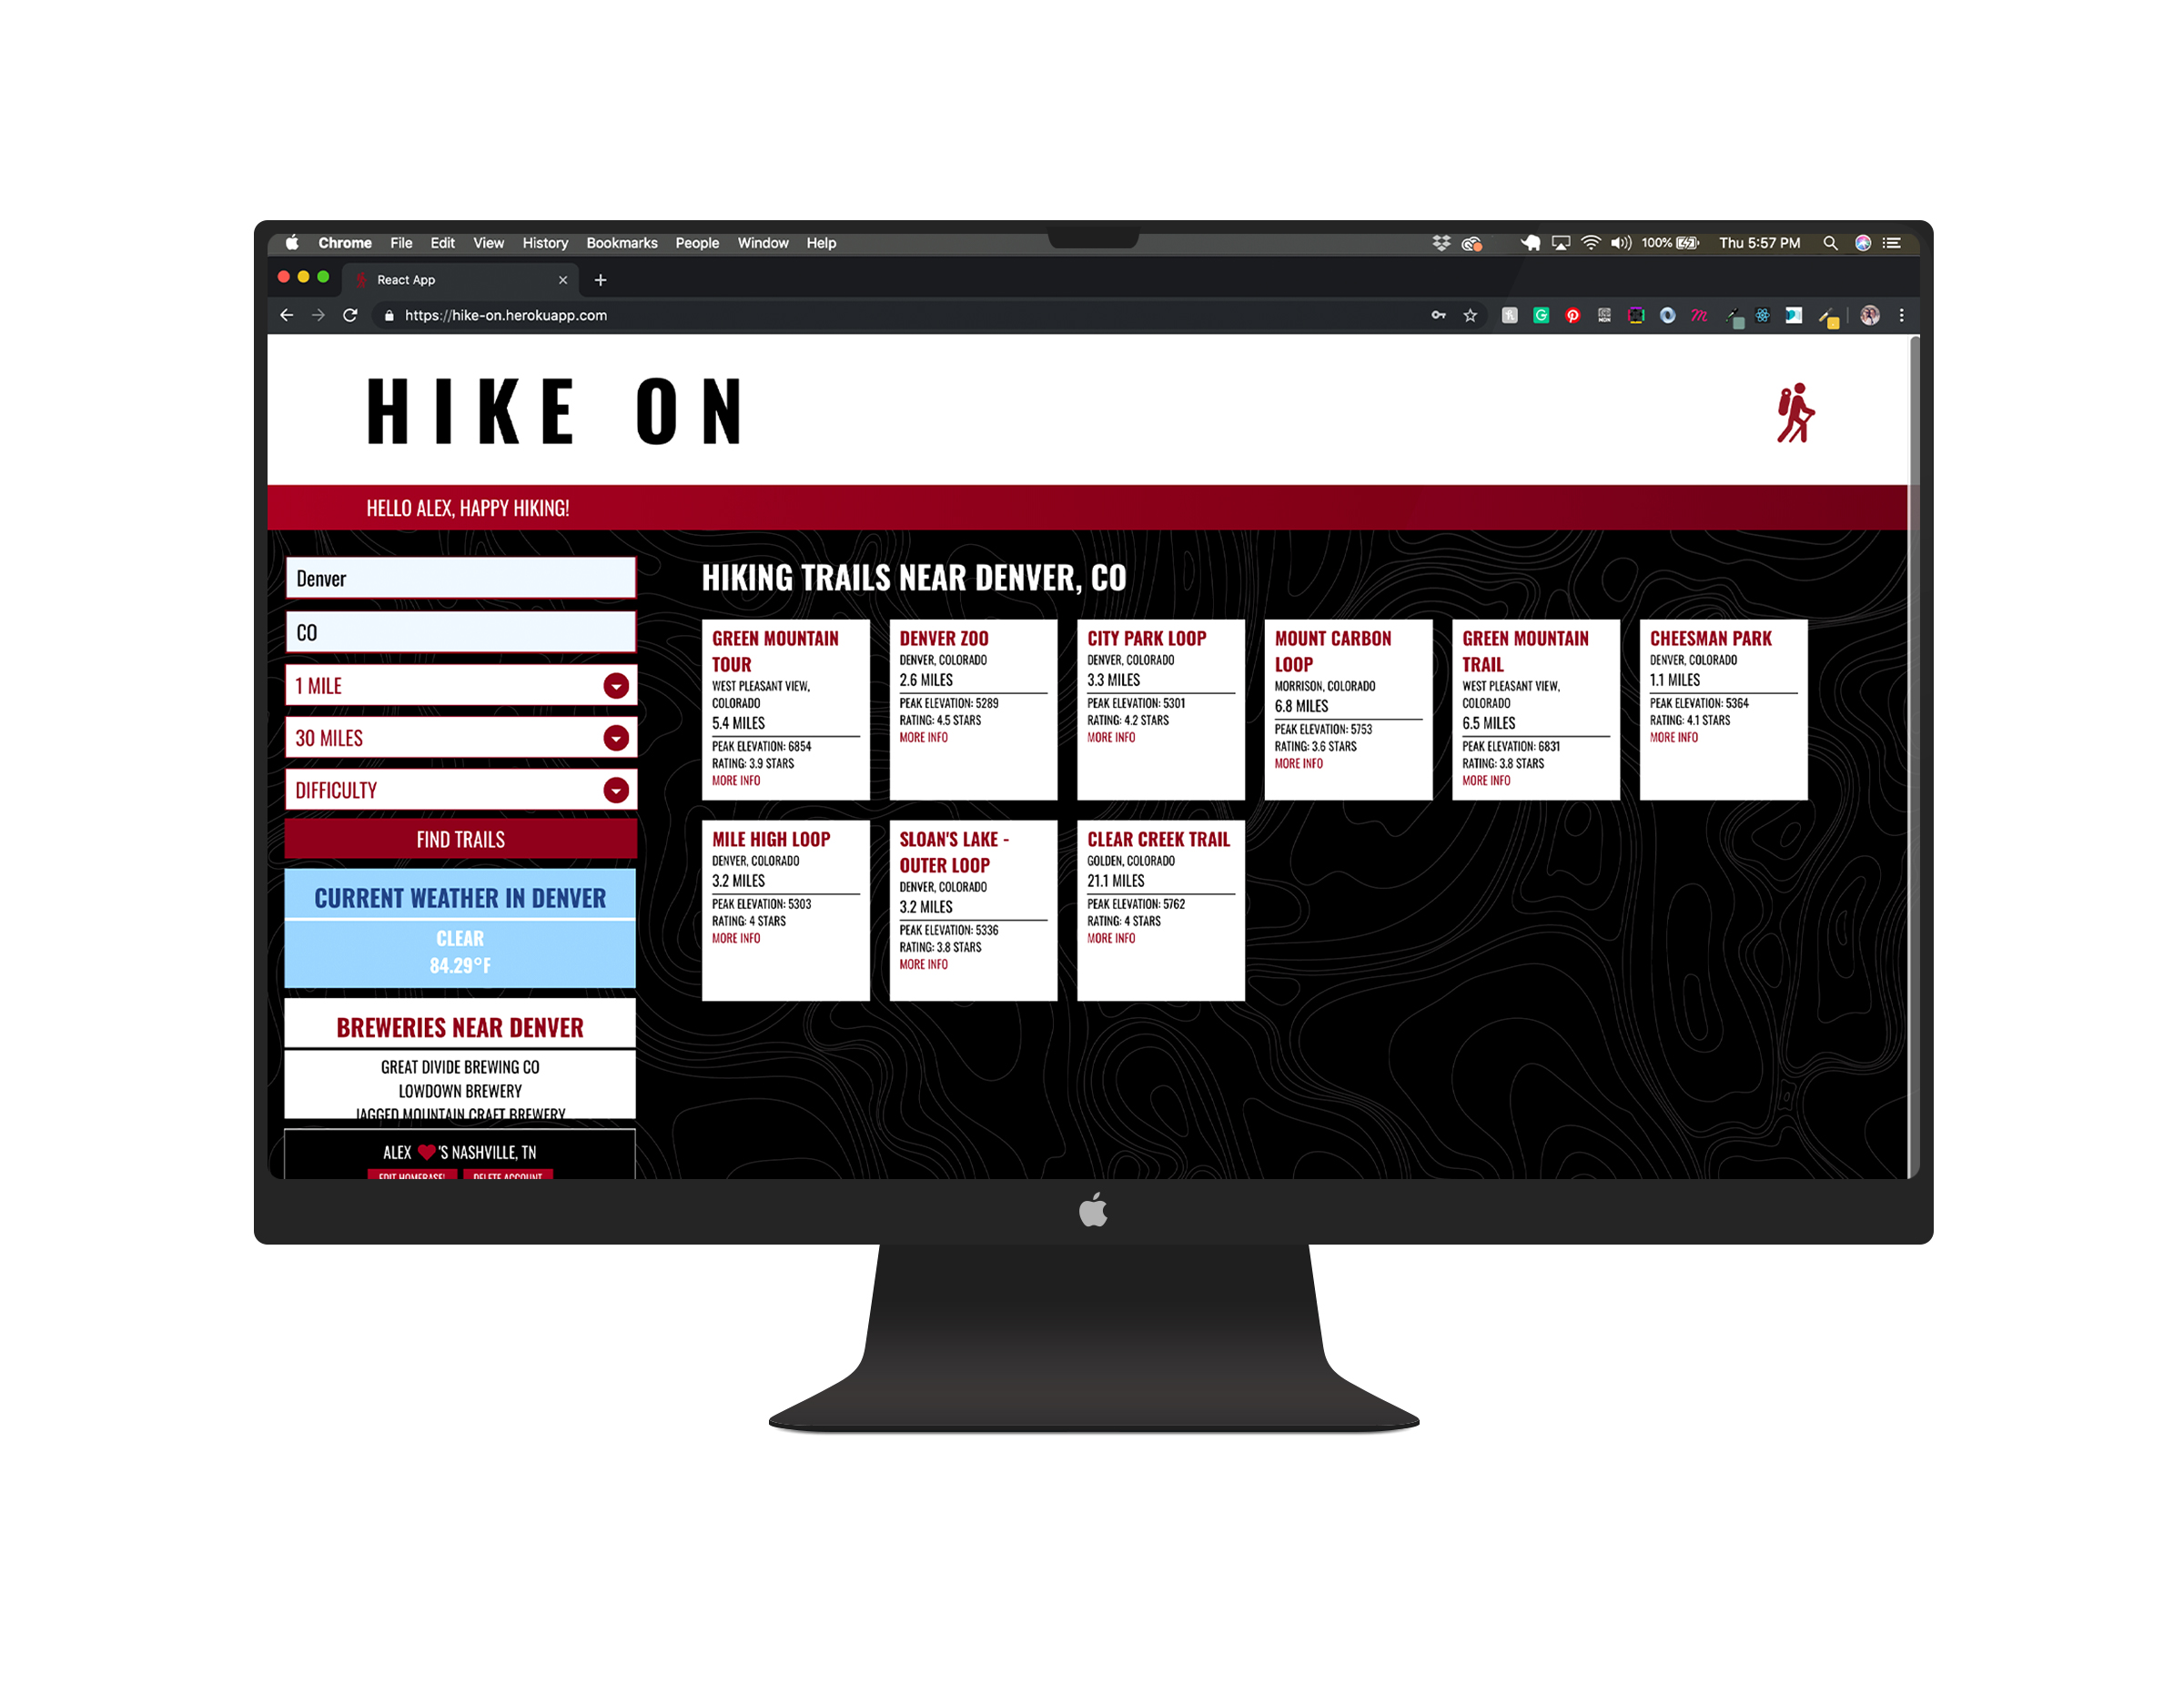 Chrome File Edit View History Bookmarks People Window Help 100% Thu 5:57 PM
React App
https://hike-on.herokuapp.com
HIKE ON
HELLO ALEX, HAPPY HIKING!
Denver
CO
1 MILE
30 MILES
DIFFICULTY
FIND TRAILS
CURRENT WEATHER IN DENVER
CLEAR
84.29°F
BREWERIES NEAR DENVER
GREAT DIVIDE BREWING CO
LOWDOWN BREWERY
JAGGED MOUNTAIN CRAFT BREWERY
ALEX ❤'S NASHVILLE, TN
EDIT HOMEBASE! DELETE ACCOUNT
HIKING TRAILS NEAR DENVER, CO
GREEN MOUNTAIN
TOUR
WEST PLEASANT VIEW,
COLORADO
5.4 MILES
PEAK ELEVATION: 6854
RATING: 3.9 STARS
MORE INFO
DENVER ZOO
DENVER, COLORADO
2.6 MILES
PEAK ELEVATION: 5289
RATING: 4.5 STARS
MORE INFO
CITY PARK LOOP
DENVER, COLORADO
3.3 MILES
PEAK ELEVATION: 5301
RATING: 4.2 STARS
MORE INFO
MOUNT CARBON
LOOP
MORRISON, COLORADO
6.8 MILES
PEAK ELEVATION: 5753
RATING: 3.6 STARS
MORE INFO
GREEN MOUNTAIN
TRAIL
WEST PLEASANT VIEW,
COLORADO
6.5 MILES
PEAK ELEVATION: 6831
RATING: 3.8 STARS
MORE INFO
CHEESMAN PARK
DENVER, COLORADO
1.1 MILES
PEAK ELEVATION: 5364
RATING: 4.1 STARS
MORE INFO
MILE HIGH LOOP
DENVER, COLORADO
3.2 MILES
PEAK ELEVATION: 5303
RATING: 4 STARS
MORE INFO
SLOAN'S LAKE -
OUTER LOOP
DENVER, COLORADO
3.2 MILES
PEAK ELEVATION: 5336
RATING: 3.8 STARS
MORE INFO
CLEAR CREEK TRAIL
GOLDEN, COLORADO
21.1 MILES
PEAK ELEVATION: 5762
RATING: 4 STARS
MORE INFO